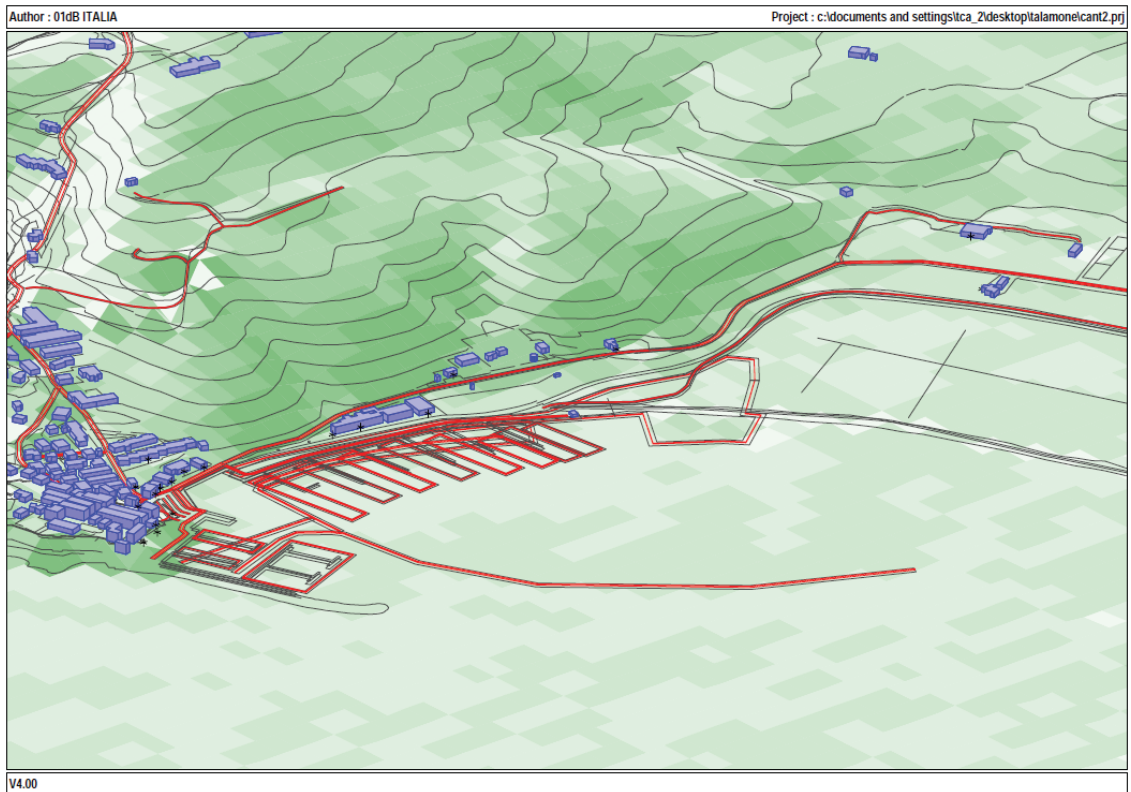 Author : 01dB ITALIA
Project : c:\documents and settings\tca_2\desktop\talamone\cant2.prj
V4.00